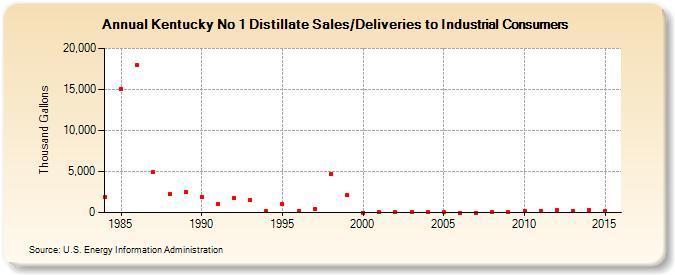 Annual Kentucky No 1 Distillate Sales/Deliveries to Industrial Consumers
Thousand Gallons
20,000
15,000
10,000
5,000
0
1985 1990 1995 2000 2005 2010 2015
Source: U.S. Energy Information Administration